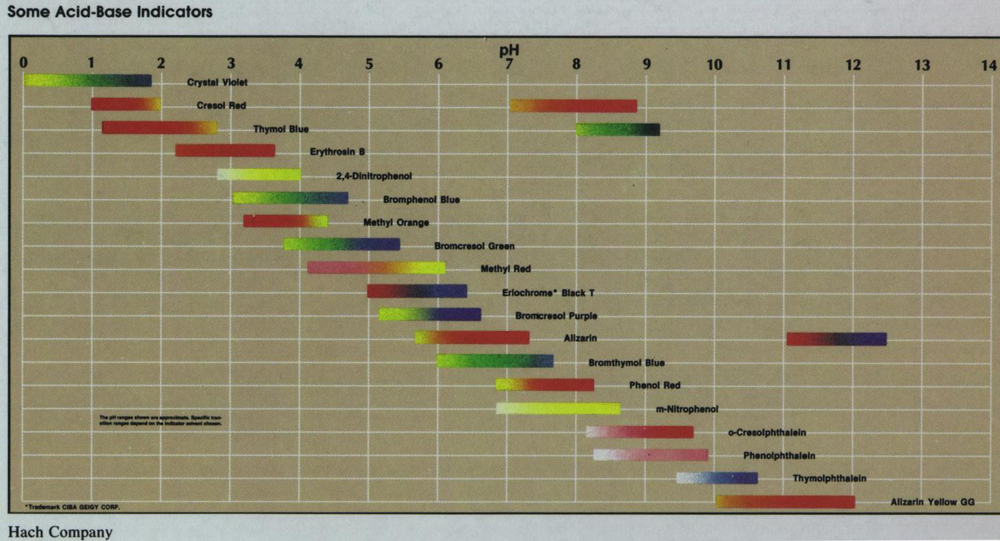 Some Acid-Base Indicators
pH
0 1 2 3 4 5 6 7 8 9 10 11 12 13 14
Crystal Violet
Cresol Red
Thymol Blue
Erythrosin B
2,4-Dinitrophenol
Bromphenol Blue
Methyl Orange
Bromcresol Green
Methyl Red
Eriochrome* Black T
Bromcresol Purple
Alizarin
Bromthymol Blue
Phenol Red
m-Nitrophenol
The pH ranges shown are approximate. Specific tran-
sition ranges depend on the indicator solvent chosen.
o-Cresolphthalein
Phenolphthalein
Thymolphthalein
Alizarin Yellow GG
*Trademark CIBA GEIGY CORP.
Hach Company